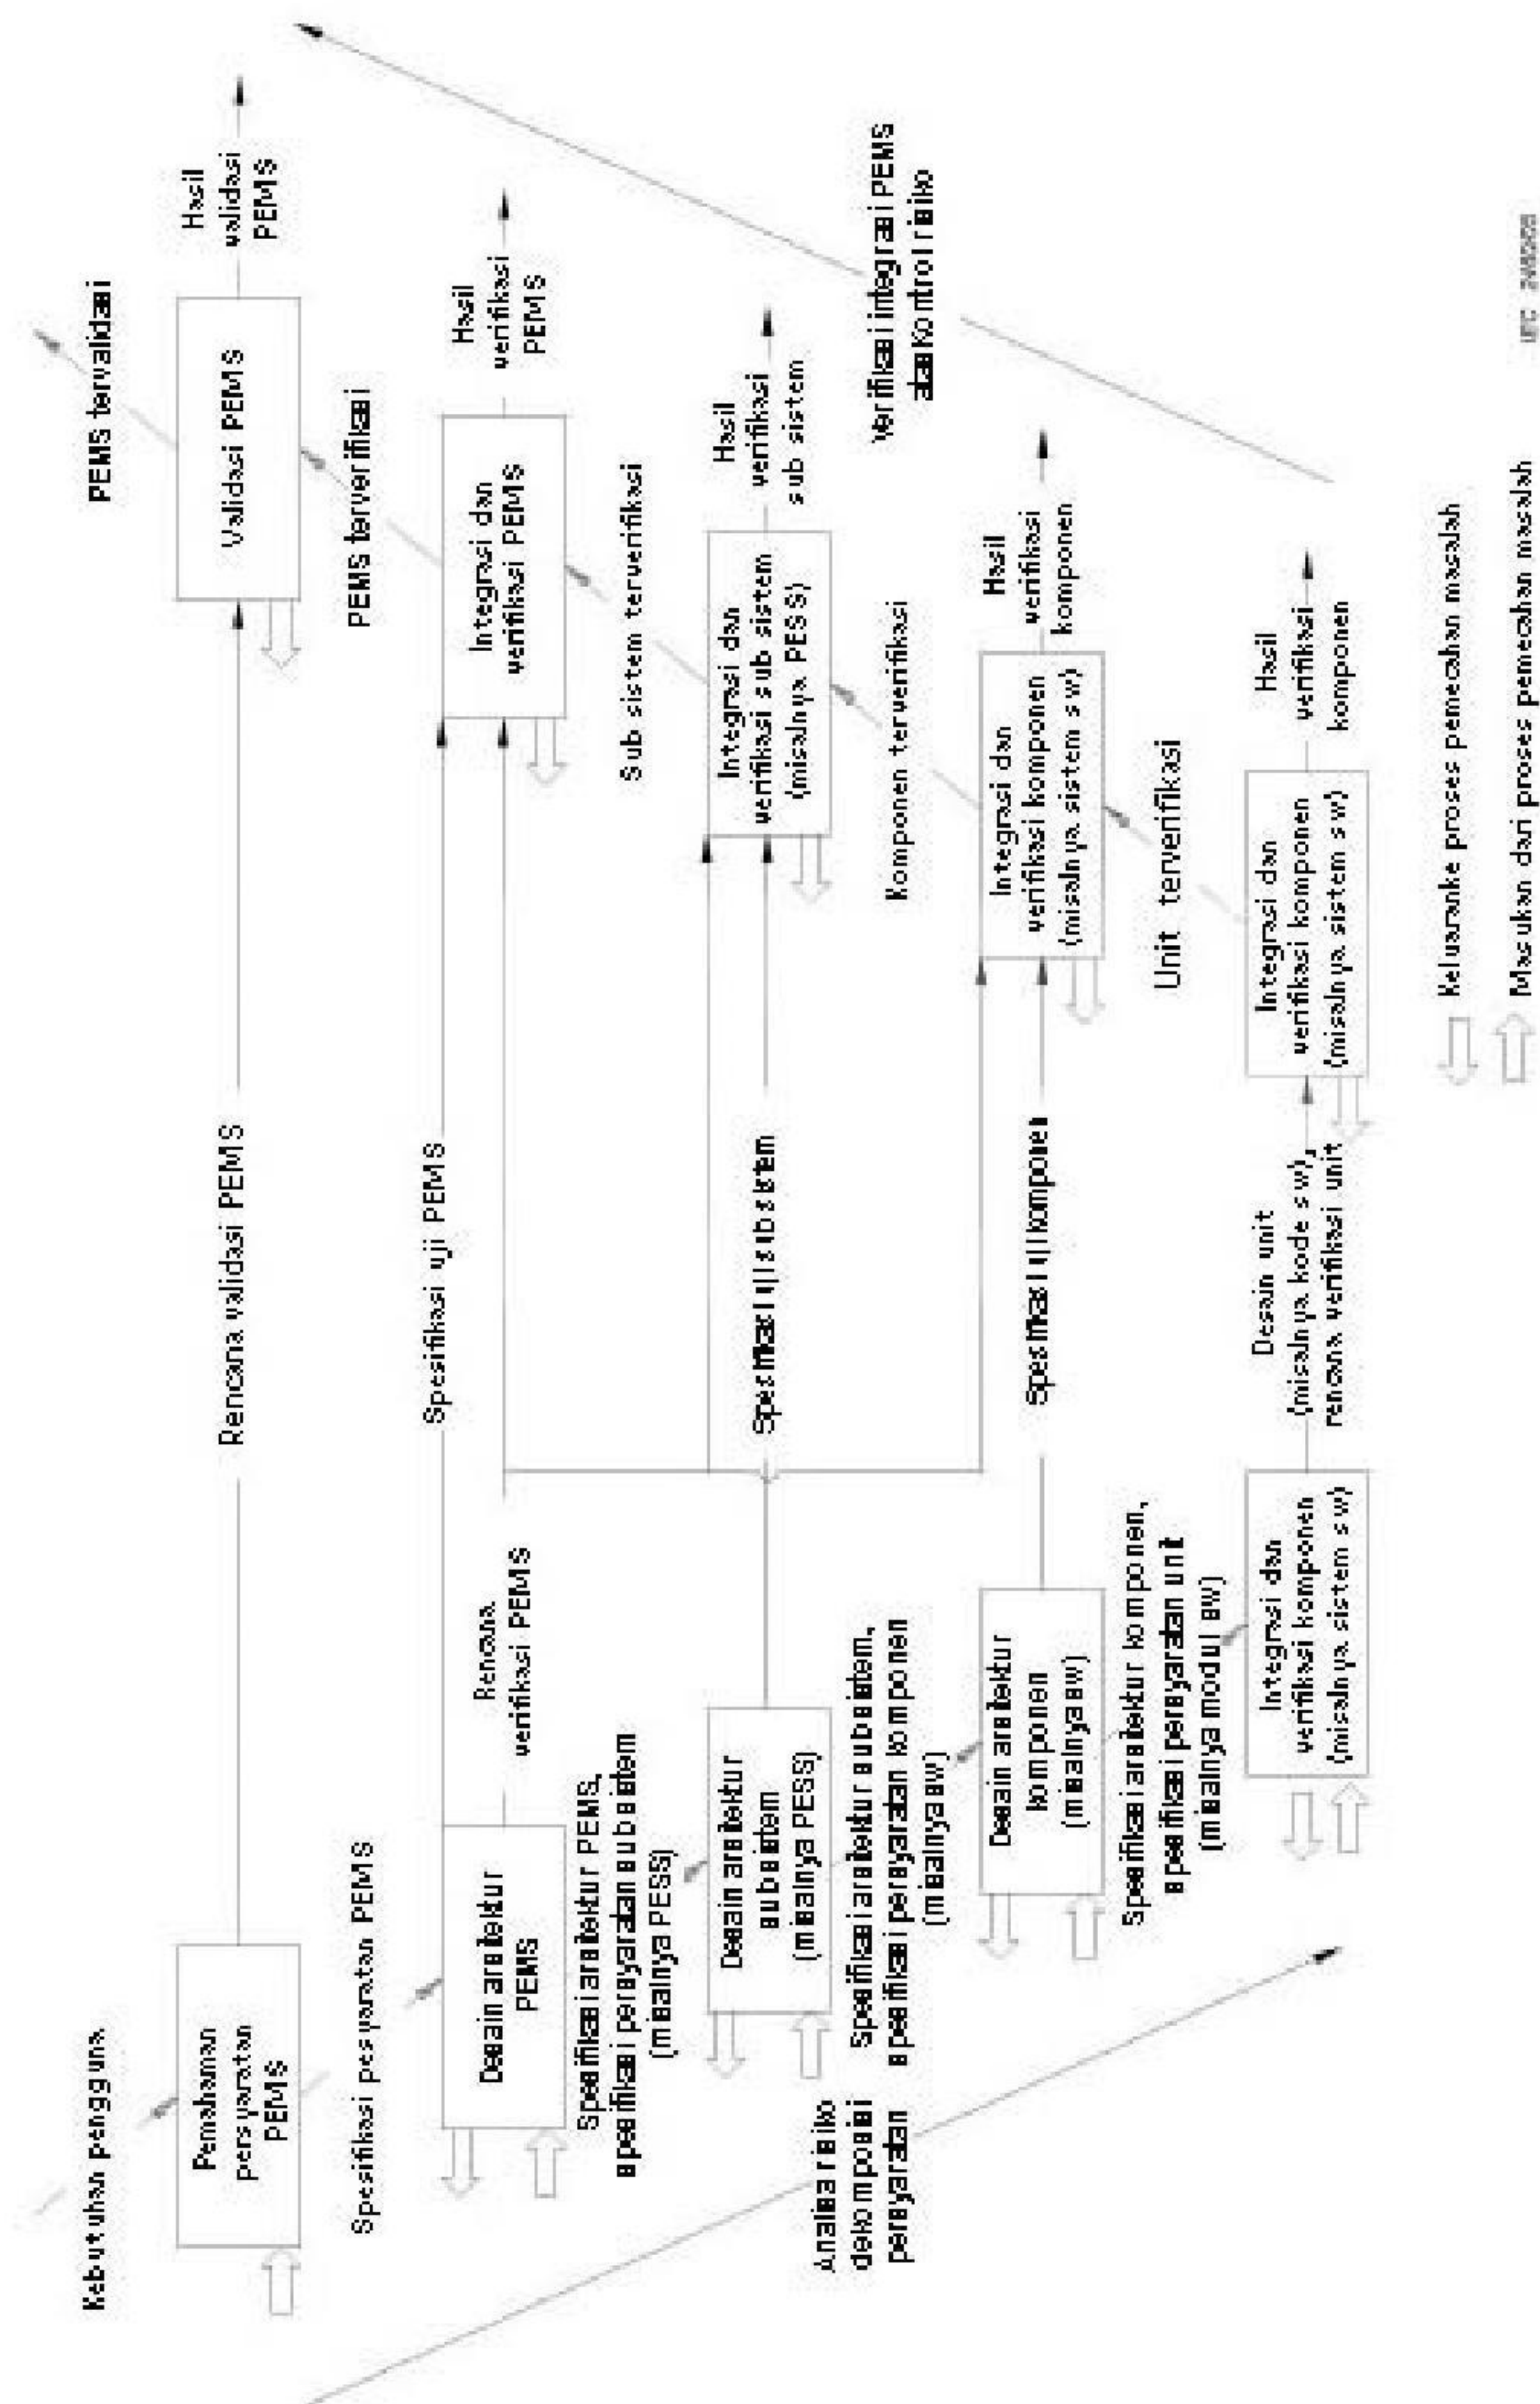 Kebutuhan pengguna
Pemahaman
persyaratan
PEMS
Rencana validasi PEMS
Validasi PEMS
PEMS tervalidasi
Hasil
validasi
PEMS
Spesifikasi persyaratan PEMS
PEMS terverifikasi
Desain arsitektur
PEMS
Spesifikasi uji PEMS
Rencana
verifikasi PEMS
Integrasi dan
verifikasi PEMS
Hasil
verifikasi
PEMS
Spesifikasi arsitektur PEMS,
spesifikasi persyaratan subsistem
(misalnya PESS)
Sub sistem terverifikasi
Desain arsitektur
subsistem
(misalnya PESS)
Spesifikasi uji subsistem
Integrasi dan
verifikasi sub sistem
(misalnya PESS)
Hasil
verifikasi
sub sistem
Analisa risiko
dekomposisi
persyaratan
Spesifikasi arsitektur subsistem,
spesifikasi persyaratan komponen
(misalnya sw)
Komponen terverifikasi
Verifikasi integrasi PEMS
atas Kontrol risiko
Desain arsitektur
komponen
(misalnya sw)
Spesifikasi uji komponen
Integrasi dan
verifikasi komponen
(misalnya sistem sw)
Hasil
verifikasi
komponen
Spesifikasi arsitektur komponen,
spesifikasi persyaratan unit
(misalnya modul sw)
Unit terverifikasi
Integrasi dan
verifikasi komponen
(misalnya sistem sw)
Desain unit
(misalnya kode sw),
rencana verifikasi unit
Integrasi dan
verifikasi komponen
(misalnya sistem sw)
Hasil
verifikasi
komponen
Keluaranke proses pemecahan masalah
Masukan dari proses pemecahan masalah
IEC